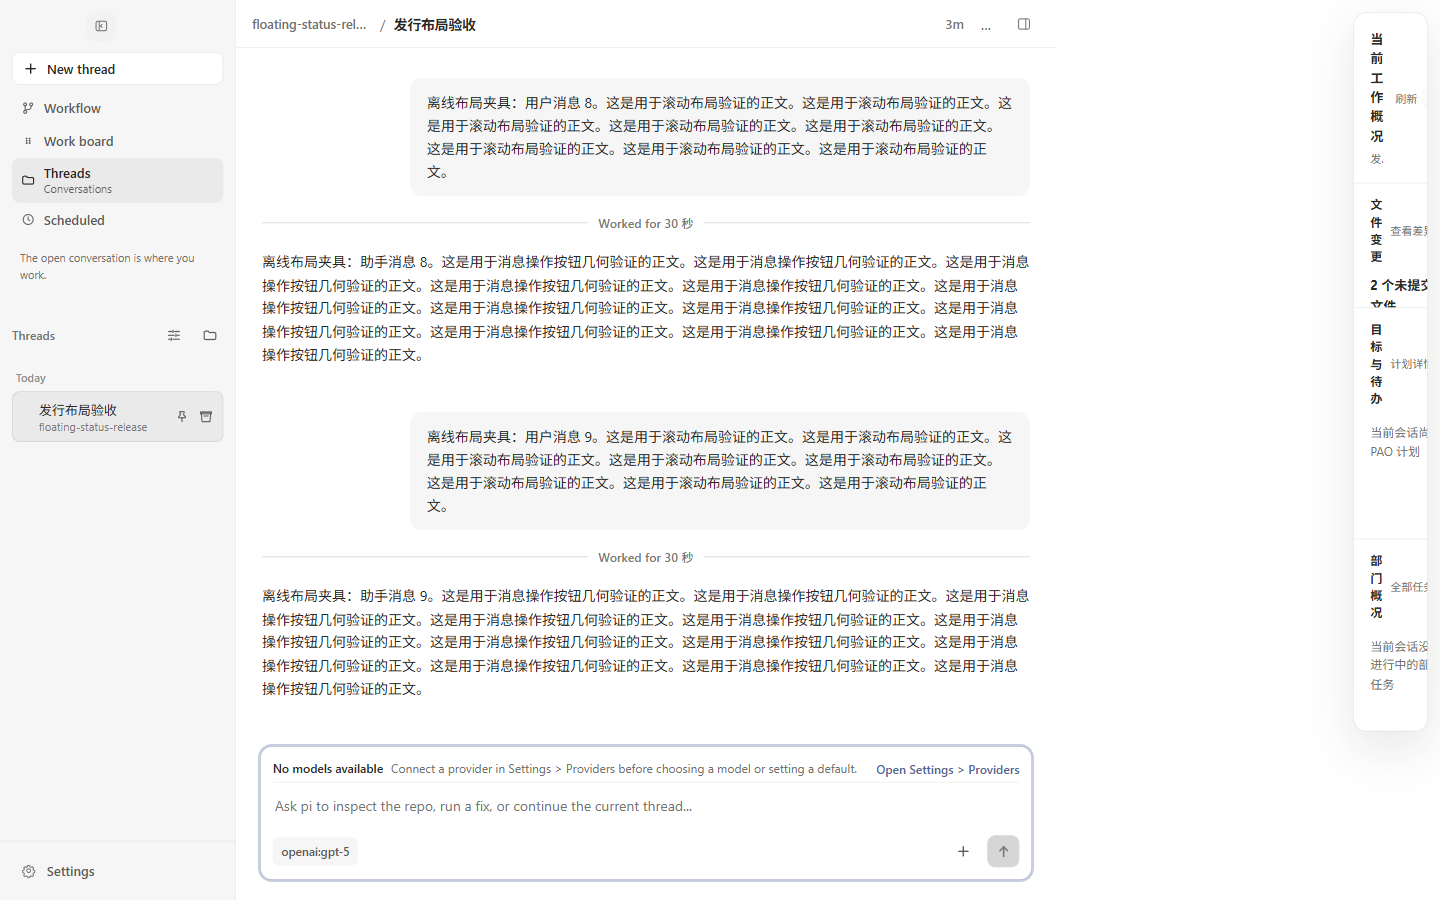 New thread
Workflow
Work board
Threads
Conversations
Scheduled
The open conversation is where you
work.
Threads
Today
发行布局验收
floating-status-release
Settings
floating-status-rel... / 发行布局验收
3m
...
离线布局夹具：用户消息 8。这是用于滚动布局验证的正文。这是用于滚动布局验证的正文。这
是用于滚动布局验证的正文。这是用于滚动布局验证的正文。这是用于滚动布局验证的正文。
这是用于滚动布局验证的正文。这是用于滚动布局验证的正文。这是用于滚动布局验证的正
文。
Worked for 30 秒
离线布局夹具：助手消息 8。这是用于消息操作按钮几何验证的正文。这是用于消息操作按钮几何验证的正文。这是用于消息
操作按钮几何验证的正文。这是用于消息操作按钮几何验证的正文。这是用于消息操作按钮几何验证的正文。这是用于消息
操作按钮几何验证的正文。这是用于消息操作按钮几何验证的正文。这是用于消息操作按钮几何验证的正文。这是用于消息
操作按钮几何验证的正文。这是用于消息操作按钮几何验证的正文。这是用于消息操作按钮几何验证的正文。这是用于消息
操作按钮几何验证的正文。
离线布局夹具：用户消息 9。这是用于滚动布局验证的正文。这是用于滚动布局验证的正文。这
是用于滚动布局验证的正文。这是用于滚动布局验证的正文。这是用于滚动布局验证的正文。
这是用于滚动布局验证的正文。这是用于滚动布局验证的正文。这是用于滚动布局验证的正
文。
Worked for 30 秒
离线布局夹具：助手消息 9。这是用于消息操作按钮几何验证的正文。这是用于消息操作按钮几何验证的正文。这是用于消息
操作按钮几何验证的正文。这是用于消息操作按钮几何验证的正文。这是用于消息操作按钮几何验证的正文。这是用于消息
操作按钮几何验证的正文。这是用于消息操作按钮几何验证的正文。这是用于消息操作按钮几何验证的正文。这是用于消息
操作按钮几何验证的正文。这是用于消息操作按钮几何验证的正文。这是用于消息操作按钮几何验证的正文。这是用于消息
操作按钮几何验证的正文。
No models available Connect a provider in Settings > Providers before choosing a model or setting a default.
Open Settings > Providers
Ask pi to inspect the repo, run a fix, or continue the current thread...
openai:gpt-5
当
前
工
作
概
况
刷新
发.
文
件
变
更
查看差
2 个未提交
文件
目
标
与
待
办
计划详
当前会话尚
PAO 计划
部
门
概
况
全部任
当前会话没
进行中的部
任务